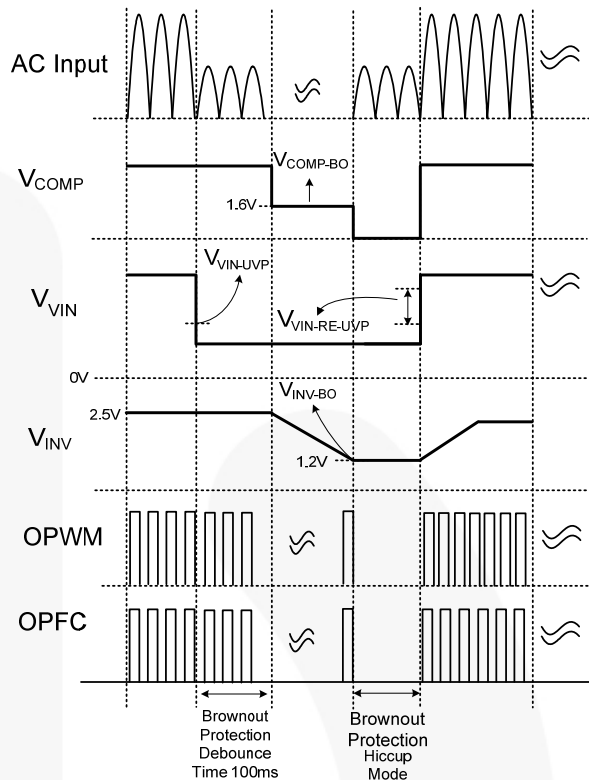 AC Input
VCOMP-BO
VCOMP
1.6V
VVIN-UVP
VVIN
VVIN-RE-UVP
0V
VINV-BO
2.5V
VINV
1.2V
OPWM
OPFC
Brownout
Protection
Debounce
Time 100ms
Brownout
Protection
Hiccup
Mode